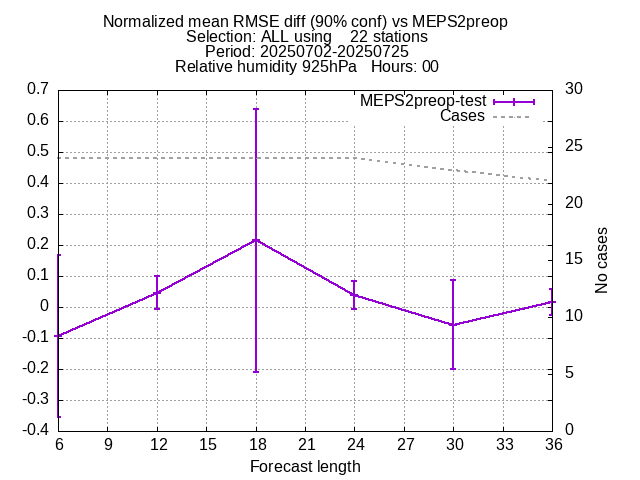 Normalized mean RMSE diff (90% conf) vs MEPS2preop
Selection: ALL using    22 stations
Period: 20250702-20250725
Relative humidity 925hPa   Hours: 00
MEPS2preop-test
Cases
0.7
0.6
0.5
0.4
0.3
0.2
0.1
0
-0.1
-0.2
-0.3
-0.4
30
25
20
15
10
5
0
No cases
6 9 12 15 18 21 24 27 30 33 36
Forecast length